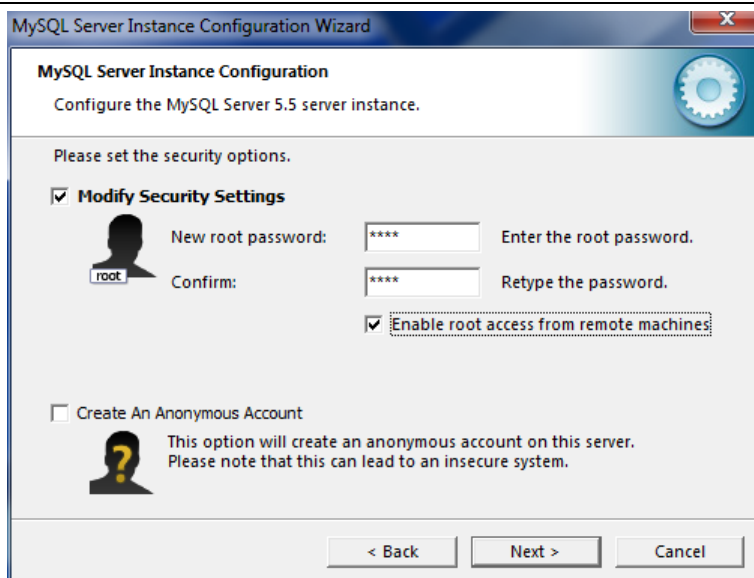 MySQL Server Instance Configuration Wizard
MySQL Server Instance Configuration
Configure the MySQL Server 5.5 server instance.
Please set the security options.
Modify Security Settings
New root password: **** Enter the root password.
root
Confirm: **** Retype the password.
Enable root access from remote machines
Create An Anonymous Account
This option will create an anonymous account on this server.
Please note that this can lead to an insecure system.
< Back Next > Cancel